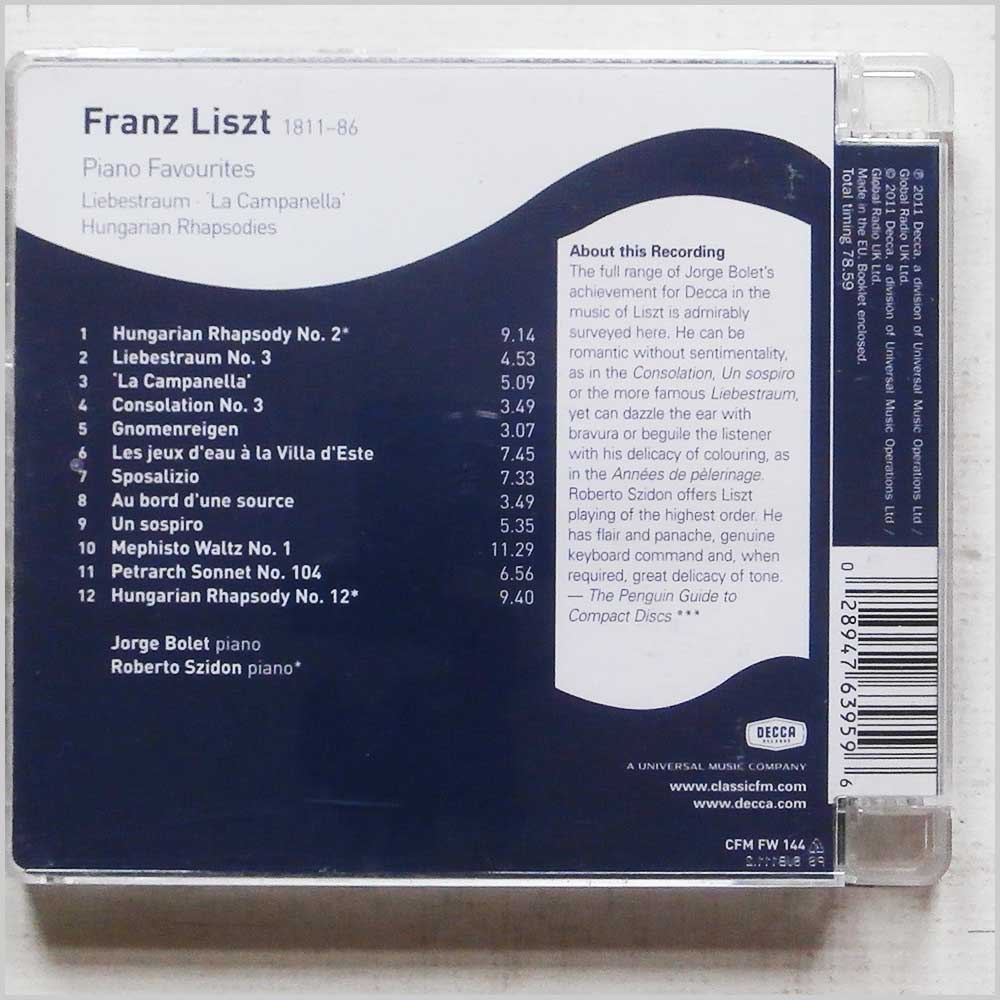 Franz Liszt 1811–86
Piano Favourites
Liebestraum · 'La Campanella'
Hungarian Rhapsodies
1 Hungarian Rhapsody No. 2* 9.14
2 Liebestraum No. 3 4.53
3 'La Campanella' 5.09
4 Consolation No. 3 3.49
5 Gnomenreigen 3.07
6 Les jeux d'eau à la Villa d'Este 7.45
7 Sposalizio 7.33
8 Au bord d'une source 3.49
9 Un sospiro 5.35
10 Mephisto Waltz No. 1 11.29
11 Petrarch Sonnet No. 104 6.56
12 Hungarian Rhapsody No. 12* 9.40
Jorge Bolet piano
Roberto Szidon piano*
About this Recording
The full range of Jorge Bolet's
achievement for Decca in the
music of Liszt is admirably
surveyed here. He can be
romantic without sentimentality,
as in the Consolation, Un sospiro
or the more famous Liebestraum,
yet can dazzle the ear with
bravura or beguile the listener
with his delicacy of colouring, as
in the Années de pèlerinage.
Roberto Szidon offers Liszt
playing of the highest order. He
has flair and panache, genuine
keyboard command and, when
required, great delicacy of tone.
— The Penguin Guide to
Compact Discs ***
DECCA
RECORDS
A UNIVERSAL MUSIC COMPANY
www.classicfm.com
www.decca.com
CFM FW 144
℗ 2011 Decca, a division of Universal Music Operations Ltd /
Global Radio UK Ltd.
© 2011 Decca, a division of Universal Music Operations Ltd /
Global Radio UK Ltd.
Made in the EU. Booklet enclosed.
Total timing 78.59
0 28947 63959 6